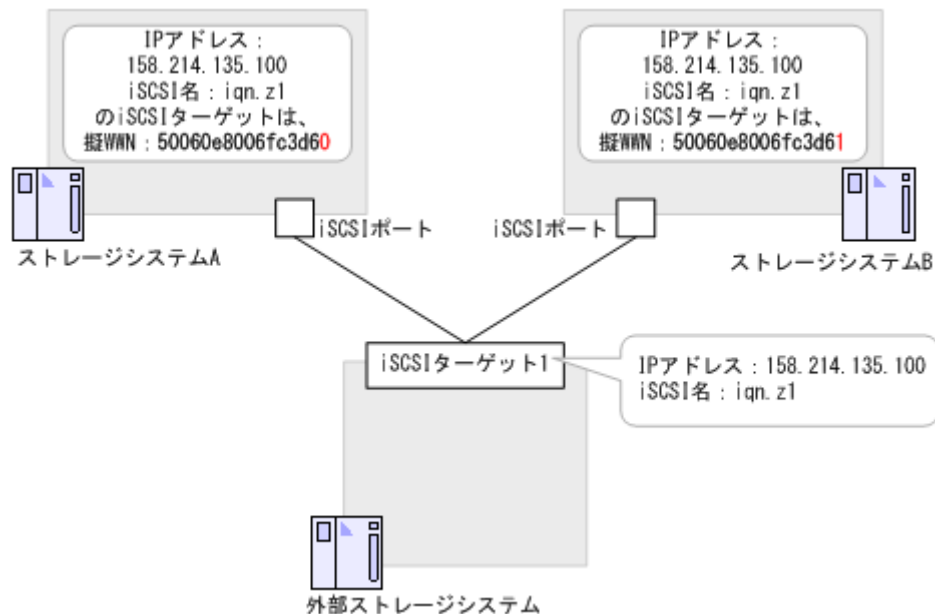 IPアドレス：
158.214.135.100
iSCSI名：iqn.z1
のiSCSIターゲットは、
擬WWN：50060e8006fc3d60
IPアドレス：
158.214.135.100
iSCSI名：iqn.z1
のiSCSIターゲットは、
擬WWN：50060e8006fc3d61
iSCSIポート
iSCSIポート
ストレージシステムA
ストレージシステムB
iSCSIターゲット1
IPアドレス：158.214.135.100
iSCSI名：iqn.z1
外部ストレージシステム